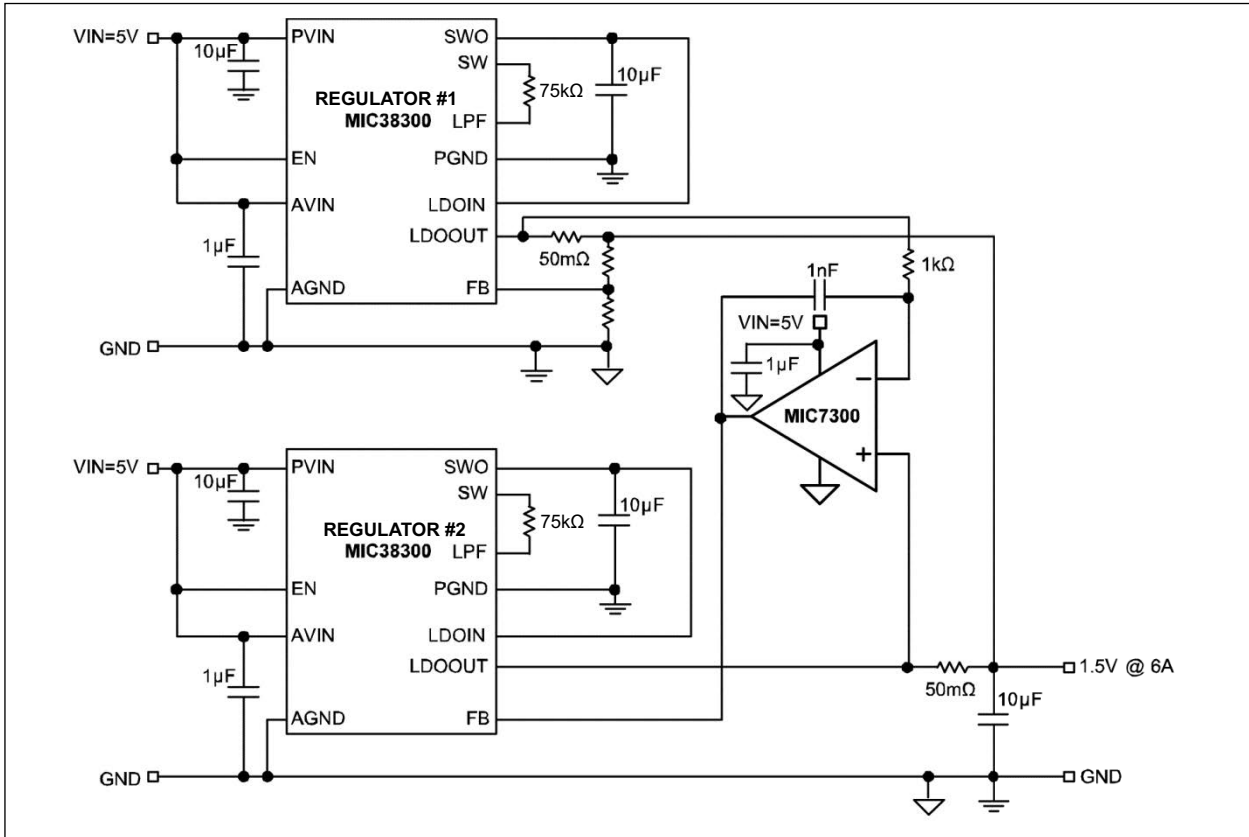 VIN=5V
10µF
PVIN
SWO
SW
75kΩ
10µF
REGULATOR #1
MIC38300
LPF
EN
PGND
AVIN
LDOIN
LDOOUT
1µF
50mΩ
1kΩ
1nF
AGND
FB
VIN=5V
GND
1µF
−
MIC7300
+
VIN=5V
10µF
PVIN
SWO
SW
75kΩ
10µF
REGULATOR #2
MIC38300
LPF
EN
PGND
AVIN
LDOIN
LDOOUT
1µF
50mΩ
1.5V @ 6A
10µF
AGND
FB
GND
GND